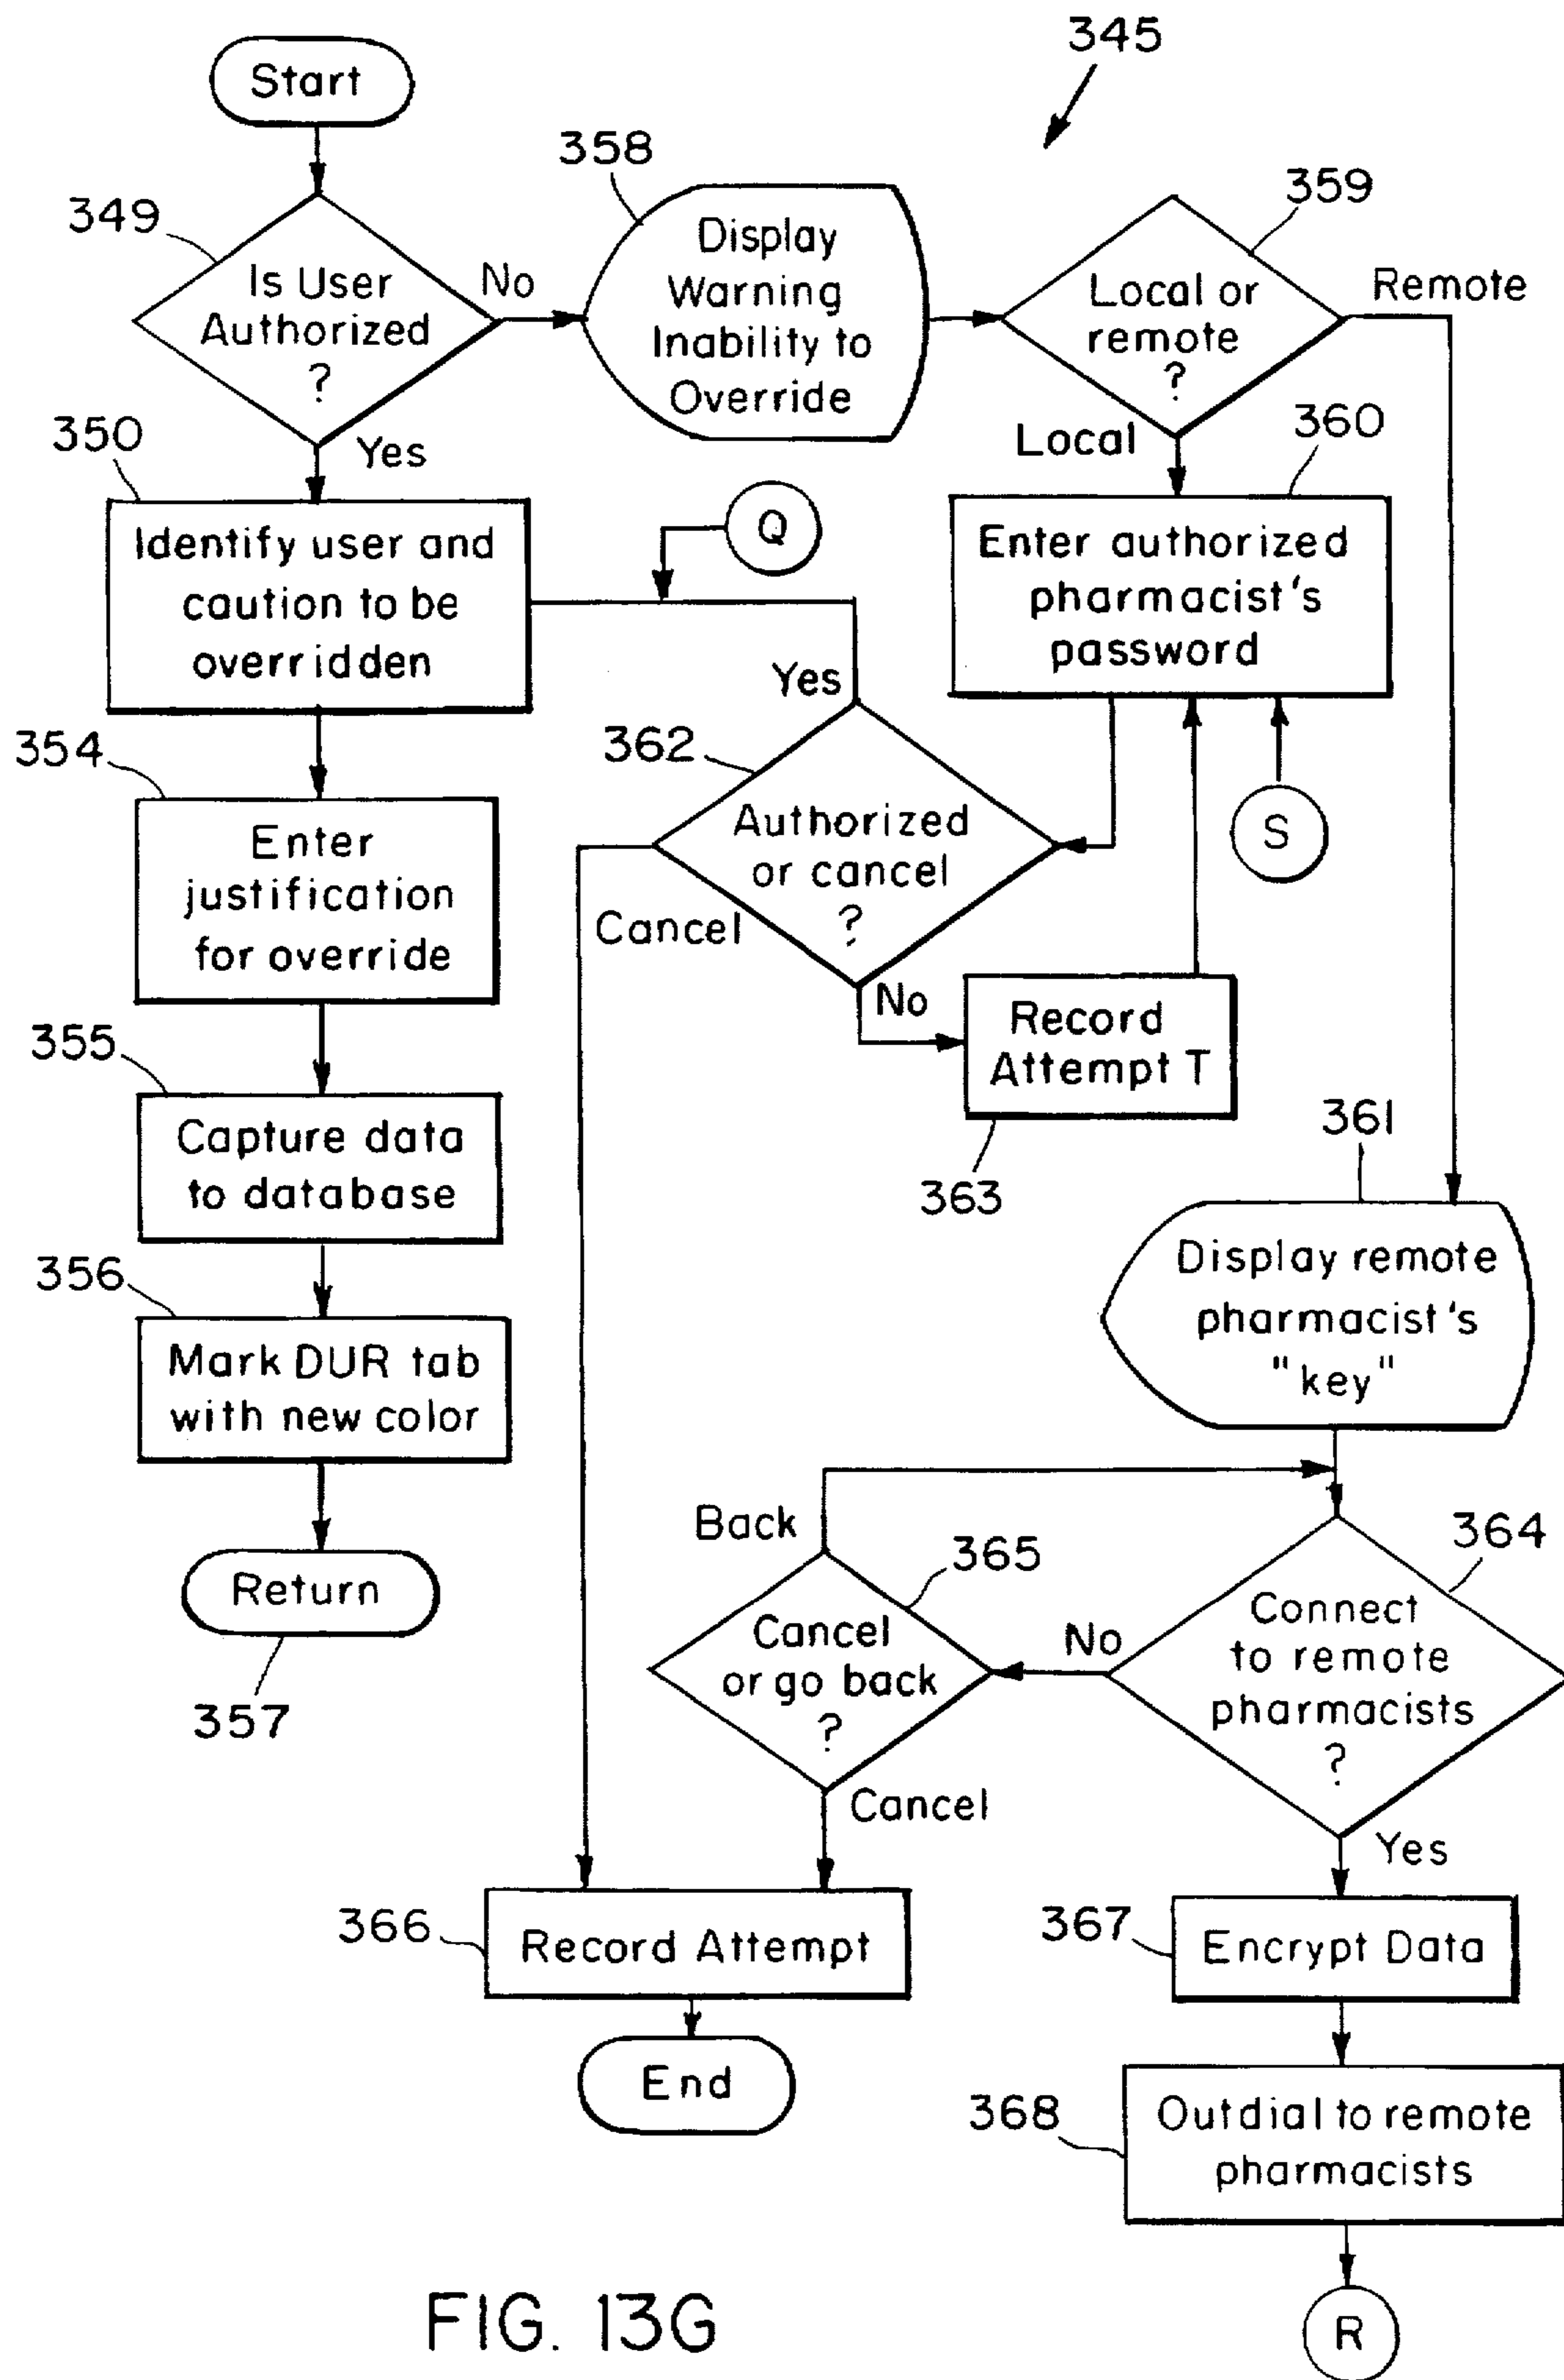 345
Start
358
359
349
Display
Warning
Inability to
Override
Is User
Authorized
?
No
Local or
remote
?
Remote
350
Yes
Local
360
Identify user and
caution to be
overridden
Q
Enter authorized
pharmacist's
password
Yes
354
362
Enter
justification
for override
Authorized
or cancel
?
S
Cancel
No
Record
Attempt T
355
363
361
Capture data
to database
Display remote
pharmacist's
"key"
356
Mark DUR tab
with new color
Back
365
364
Return
Cancel
or go back
?
No
Connect
to remote
pharmacists
?
357
Cancel
Yes
366
Record Attempt
367
Encrypt Data
End
368
Outdial to remote
pharmacists
FIG. 13G
R